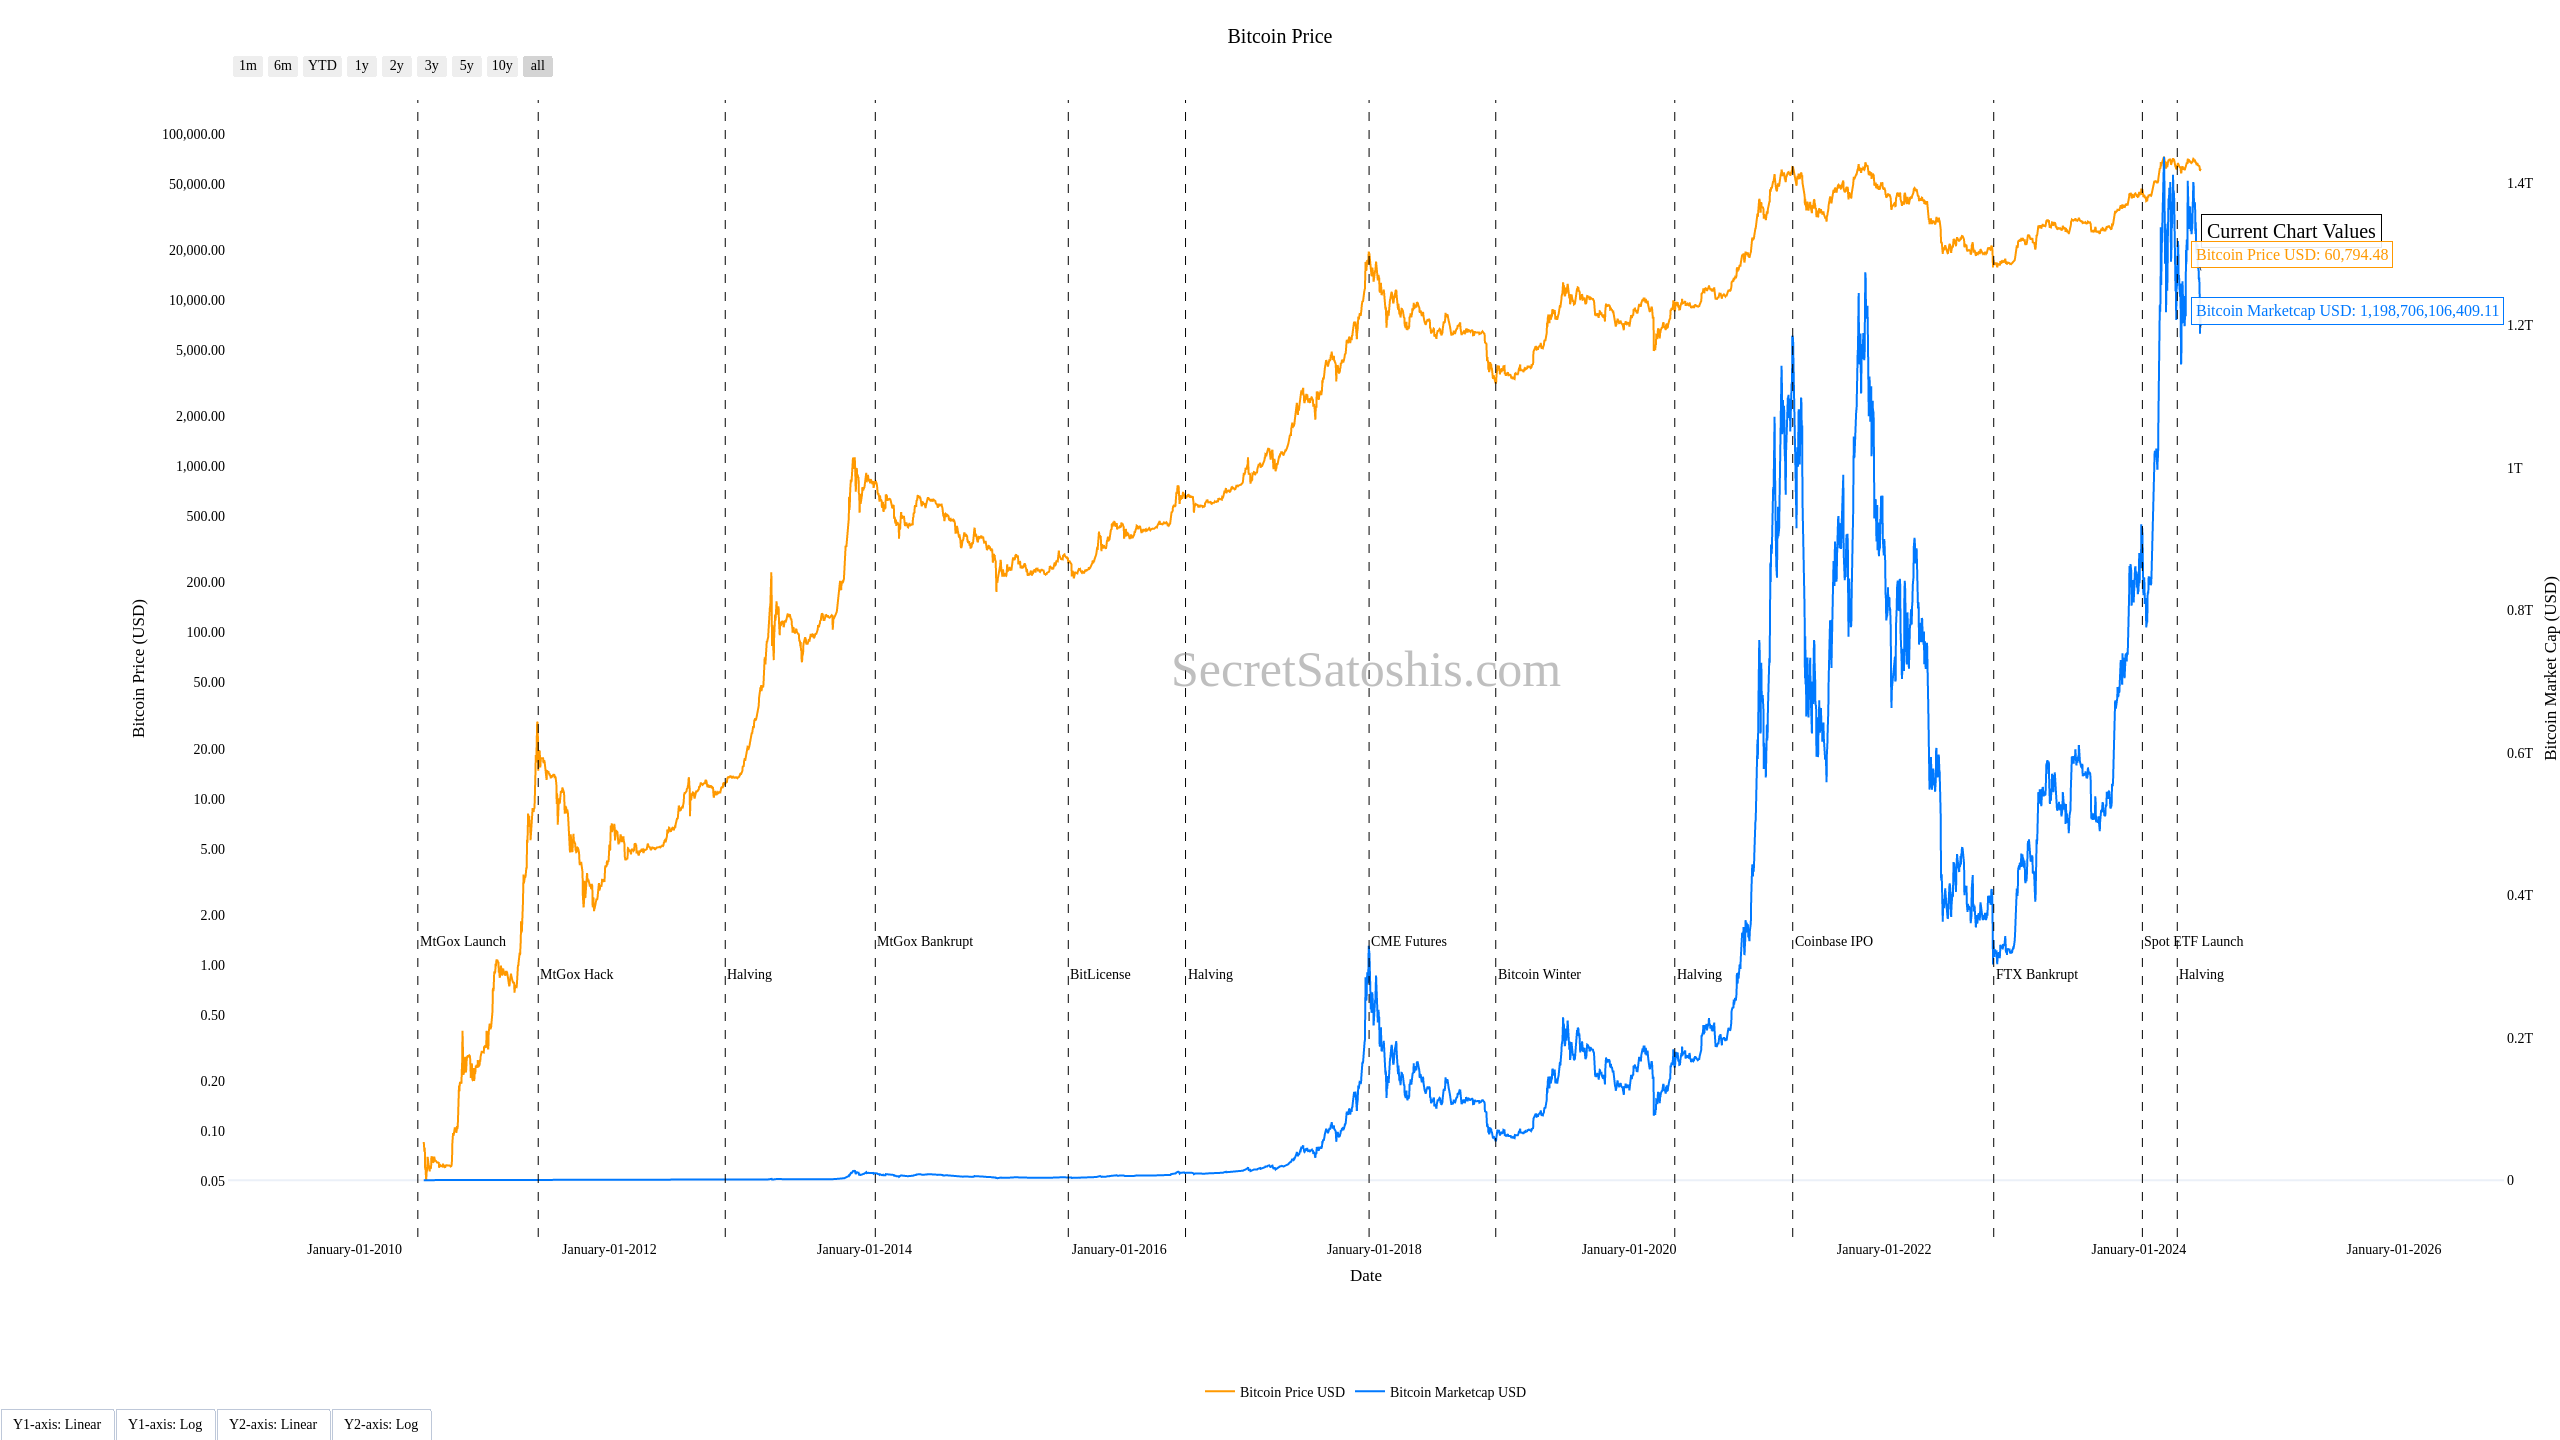 Bitcoin Price
1m 6m YTD 1y 2y 3y 5y 10y all
100,000.00
50,000.00
20,000.00
10,000.00
5,000.00
2,000.00
1,000.00
500.00
200.00
100.00
50.00
20.00
10.00
5.00
2.00
1.00
0.50
0.20
0.10
0.05
Bitcoin Price (USD)
1.4T
1.2T
1T
0.8T
0.6T
0.4T
0.2T
0
Bitcoin Market Cap (USD)
Current Chart Values
Bitcoin Price USD: 60,794.48
Bitcoin Marketcap USD: 1,198,706,106,409.11
SecretSatoshis.com
MtGox Launch
MtGox Hack
Halving
MtGox Bankrupt
BitLicense
Halving
CME Futures
Bitcoin Winter
Halving
Coinbase IPO
FTX Bankrupt
Spot ETF Launch
Halving
January-01-2010 January-01-2012 January-01-2014 January-01-2016 January-01-2018 January-01-2020 January-01-2022 January-01-2024 January-01-2026
Date
Bitcoin Price USD Bitcoin Marketcap USD
Y1-axis: Linear Y1-axis: Log Y2-axis: Linear Y2-axis: Log